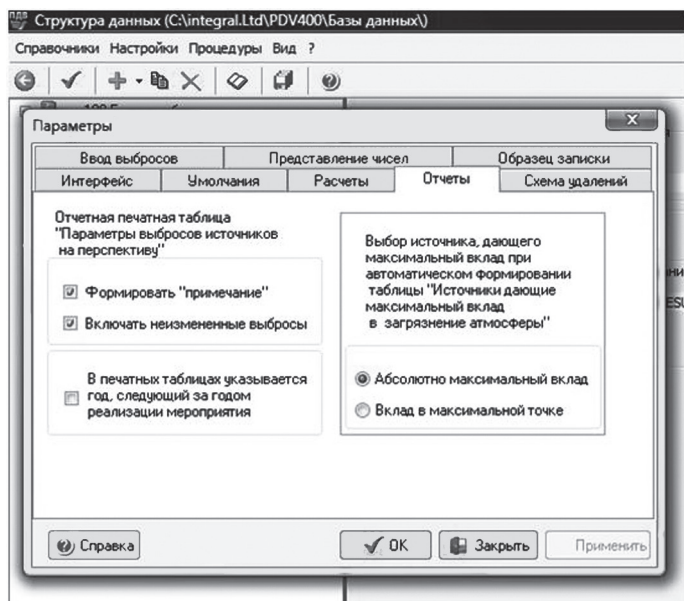 Структура данных (C:\integral.Ltd\PDV400\Базы данных\)
Справочники Настройки Процедуры Вид ?
Параметры
Ввод выбросов Представление чисел Образец записки
Интерфейс Умолчания Расчеты Отчеты Схема удалений
Отчетная печатная таблица
"Параметры выбросов источников
на перспективу"
Формировать "примечание"
Включать неизмененные выбросы
В печатных таблицах указывается
год, следующий за годом
реализации мероприятия
Выбор источника, дающего
максимальный вклад при
автоматическом формировании
таблицы "Источники дающие
максимальный вклад
в загрязнение атмосферы"
Абсолютно максимальный вклад
Вклад в максимальной точке
Справка OK Закрыть Применить